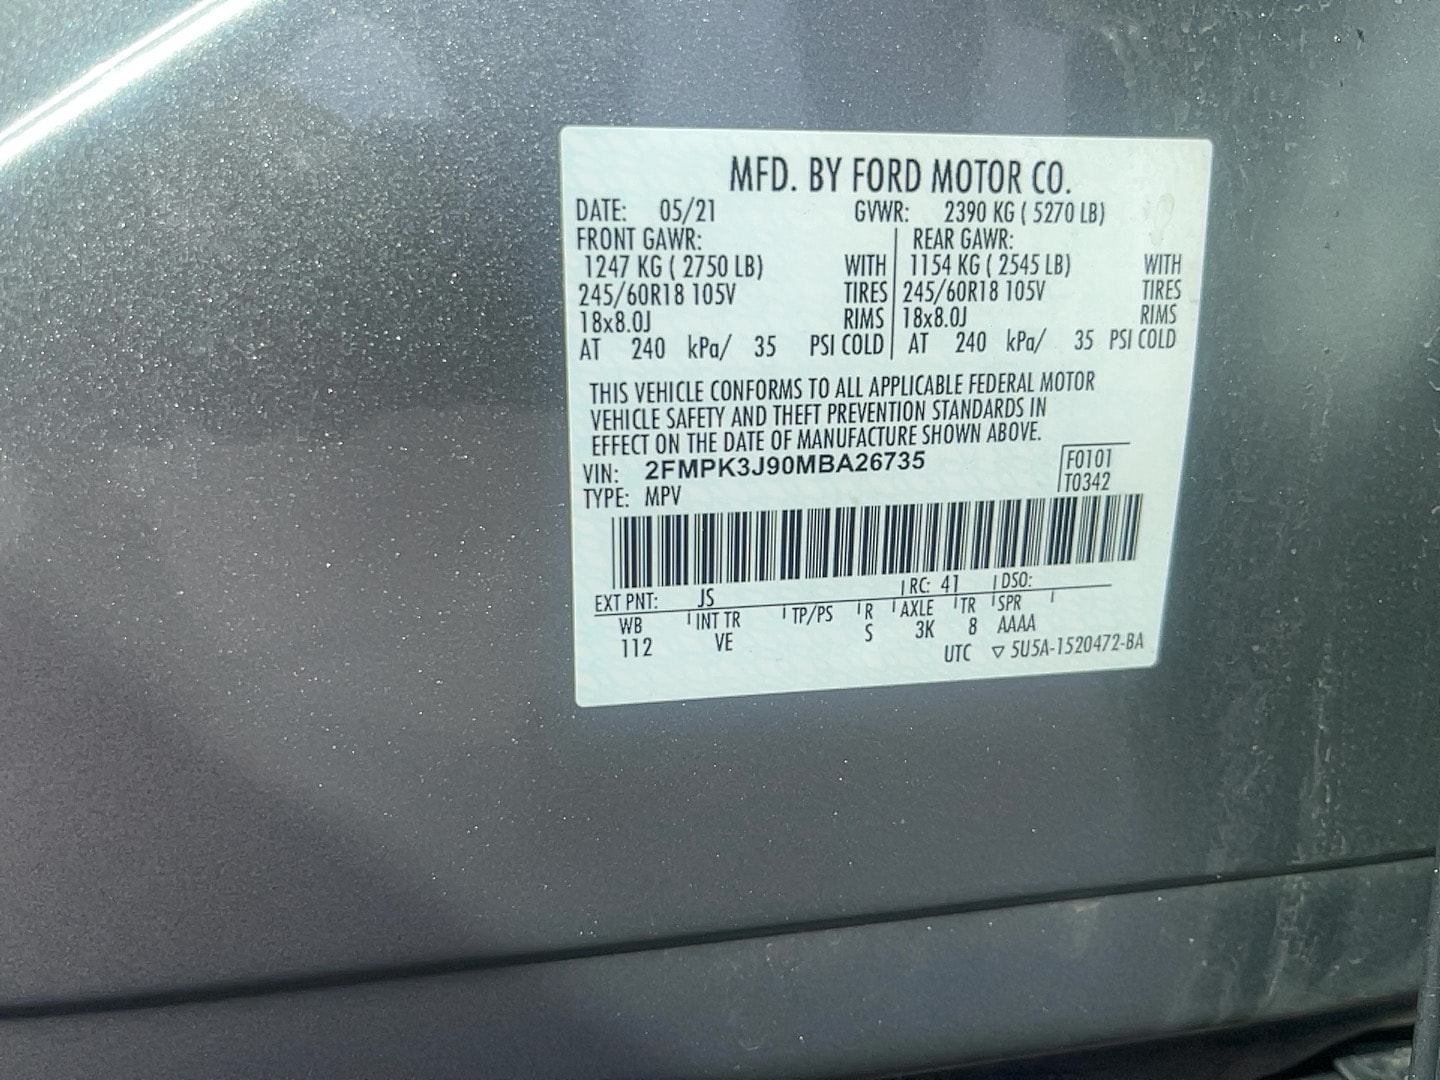 MFD. BY FORD MOTOR CO.
DATE: 05/21 GVWR: 2390 KG ( 5270 LB)
FRONT GAWR: REAR GAWR:
1247 KG ( 2750 LB) WITH 1154 KG ( 2545 LB) WITH
245/60R18 105V TIRES 245/60R18 105V TIRES
18x8.0J RIMS 18x8.0J RIMS
AT 240 kPa/ 35 PSI COLD AT 240 kPa/ 35 PSI COLD
THIS VEHICLE CONFORMS TO ALL APPLICABLE FEDERAL MOTOR
VEHICLE SAFETY AND THEFT PREVENTION STANDARDS IN
EFFECT ON THE DATE OF MANUFACTURE SHOWN ABOVE.
VIN: 2FMPK3J90MBA26735 F0101
TYPE: MPV T0342
EXT PNT: JS RC: 41 DSO:
WB INT TR TP/PS R AXLE TR SPR
112 VE S 3K 8 AAAA
UTC ▽ 5U5A-1520472-BA